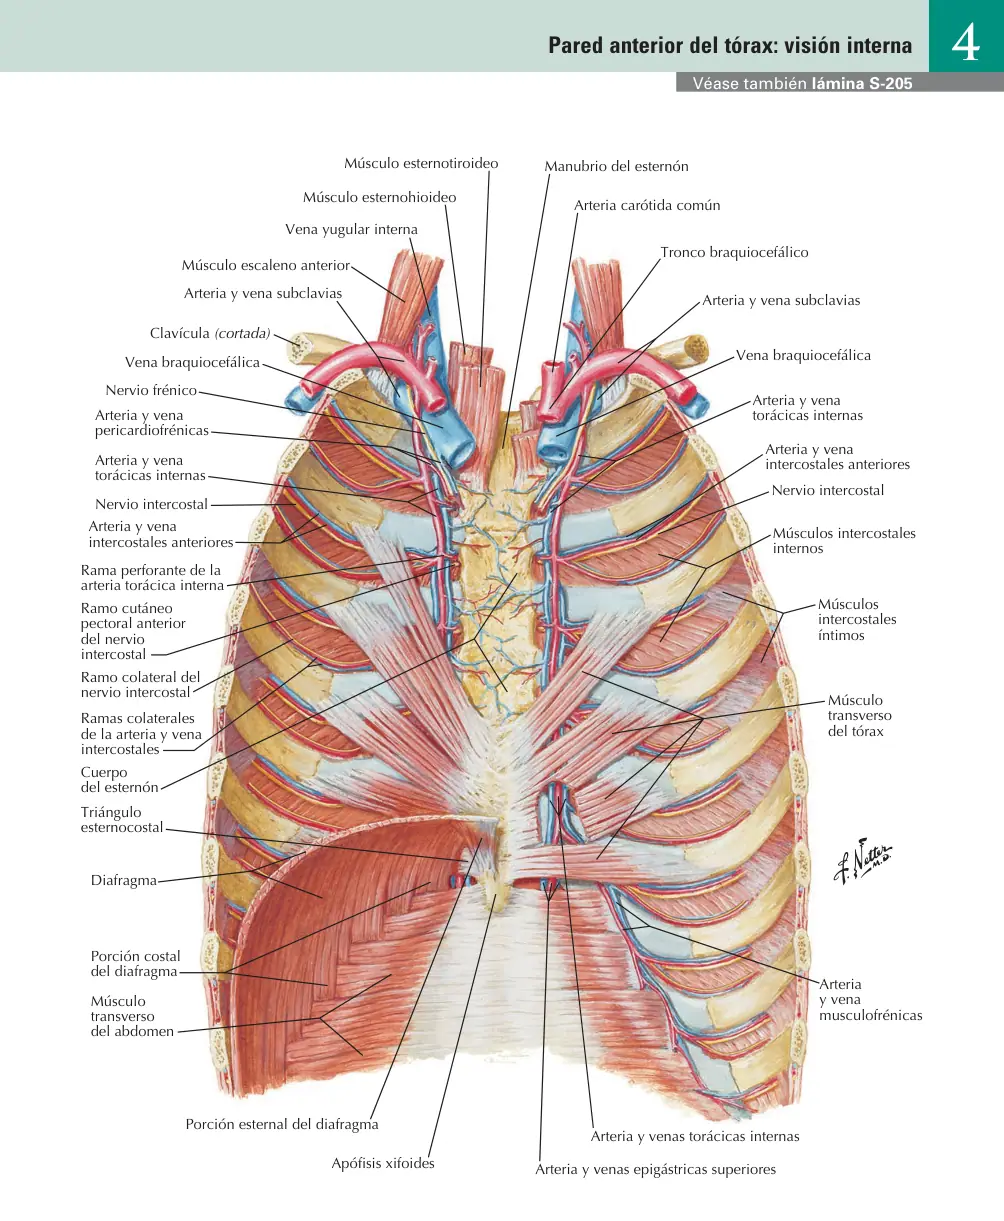 Pared anterior del tórax: visión interna
4
Véase también lámina S-205
Músculo esternotiroideo
Músculo esternohioideo
Vena yugular interna
Músculo escaleno anterior
Arteria y vena subclavias
Clavícula (cortada)
Vena braquiocefálica
Nervio frénico
Arteria y vena
pericardiofrénicas
Arteria y vena
torácicas internas
Nervio intercostal
Arteria y vena
intercostales anteriores
Rama perforante de la
arteria torácica interna
Ramo cutáneo
pectoral anterior
del nervio
intercostal
Ramo colateral del
nervio intercostal
Ramas colaterales
de la arteria y vena
intercostales
Cuerpo
del esternón
Triángulo
esternocostal
Diafragma
Porción costal
del diafragma
Músculo
transverso
del abdomen
Porción esternal del diafragma
Apófisis xifoides
Manubrio del esternón
Arteria carótida común
Tronco braquiocefálico
Arteria y vena subclavias
Vena braquiocefálica
Arteria y vena
torácicas internas
Arteria y vena
intercostales anteriores
Nervio intercostal
Músculos intercostales
internos
Músculos
intercostales
íntimos
Músculo
transverso
del tórax
F. Netter
M.D.
Arteria
y vena
musculofrénicas
Arteria y venas torácicas internas
Arteria y venas epigástricas superiores